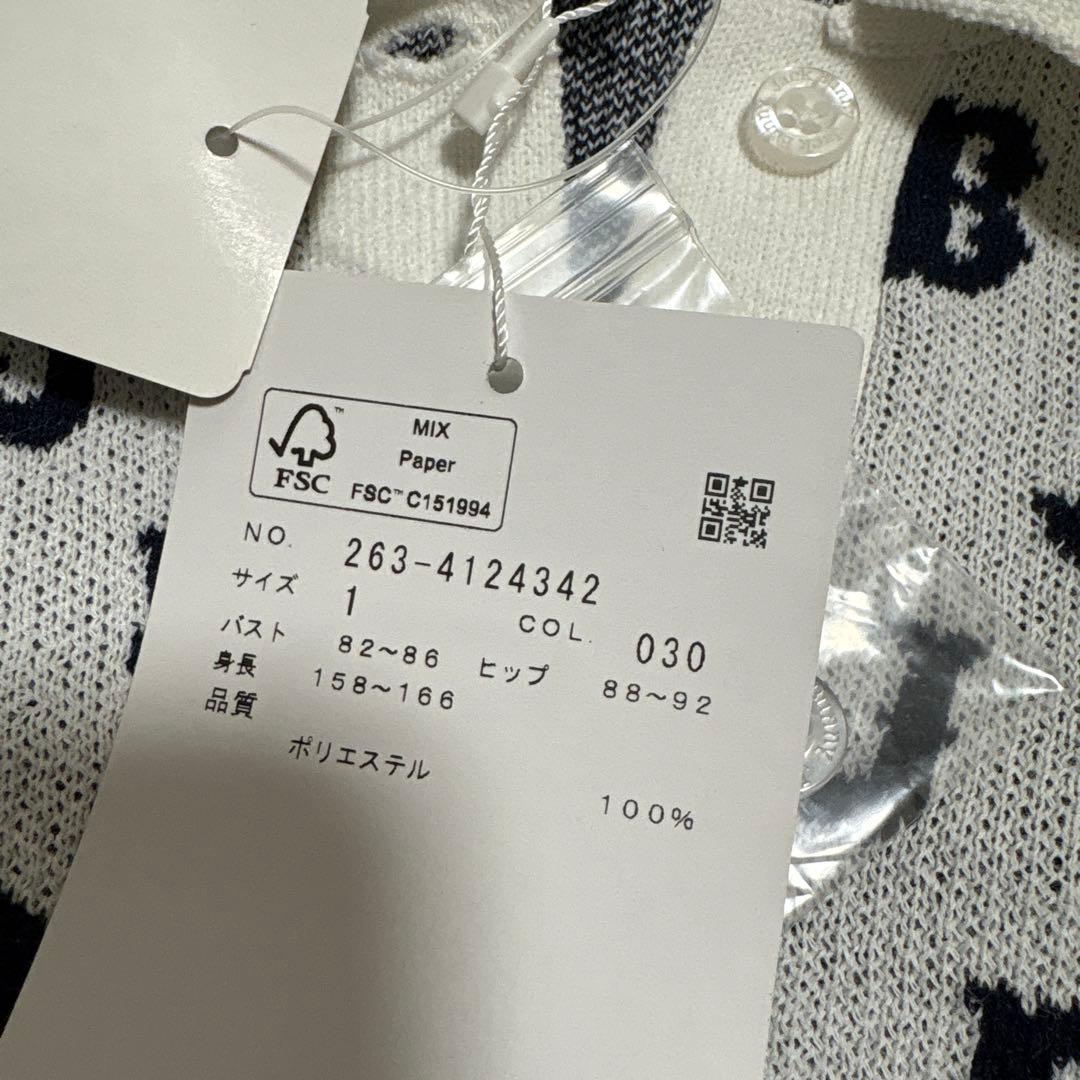 MIX
Paper
FSC™ C151994
FSC
NO. 263-4124342
サイズ 1 COL. 030
バスト 82~86 ヒップ 88~92
身長 158~166
品質
ポリエステル 100%